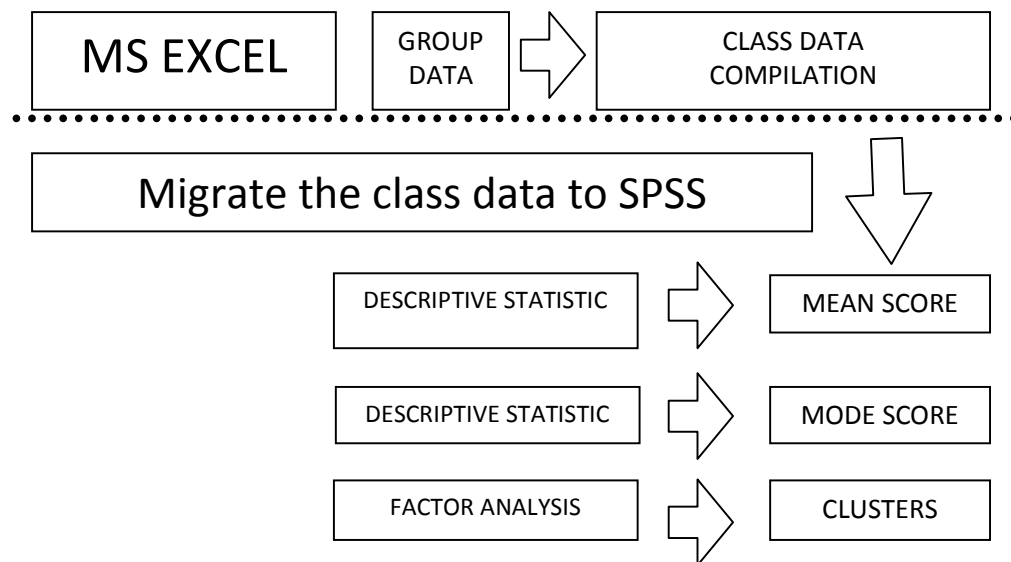 MS EXCEL
GROUP
DATA
CLASS DATA
COMPILATION
Migrate the class data to SPSS
DESCRIPTIVE STATISTIC
MEAN SCORE
DESCRIPTIVE STATISTIC
MODE SCORE
FACTOR ANALYSIS
CLUSTERS